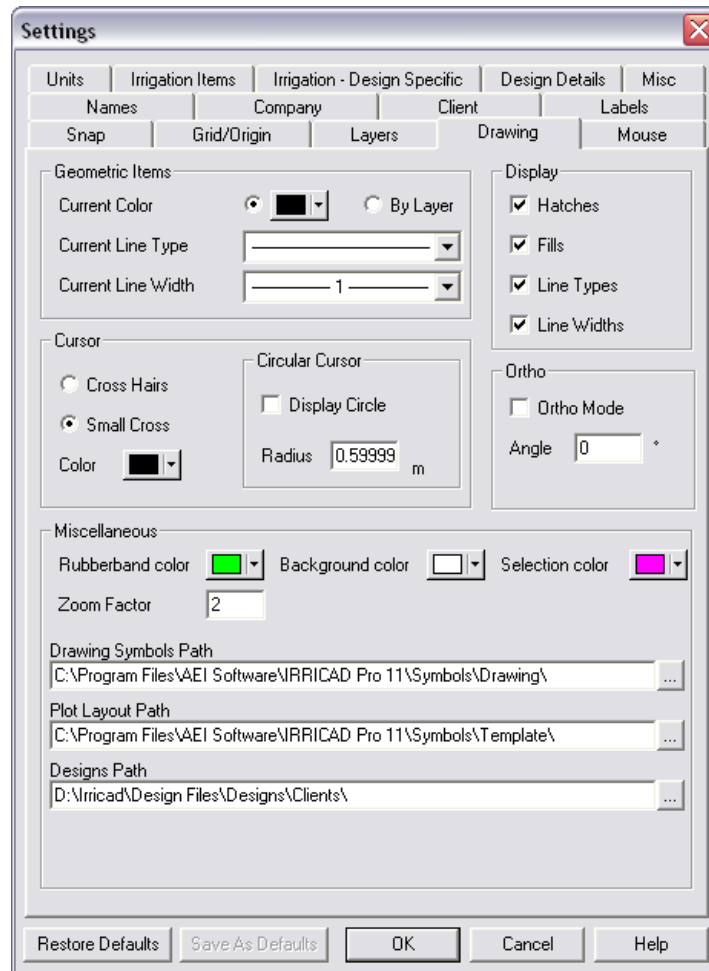 Settings
Units Irrigation Items Irrigation - Design Specific Design Details Misc
Names Company Client Labels
Snap Grid/Origin Layers Drawing Mouse
Geometric Items
Current Color By Layer
Current Line Type
Current Line Width 1
Display
Hatches
Fills
Line Types
Line Widths
Cursor
Cross Hairs
Small Cross
Color
Circular Cursor
Display Circle
Radius 0.59999 m
Ortho
Ortho Mode
Angle 0 °
Miscellaneous
Rubberband color Background color Selection color
Zoom Factor 2
Drawing Symbols Path
C:\Program Files\AEI Software\IRRICAD Pro 11\Symbols\Drawing\ ...
Plot Layout Path
C:\Program Files\AEI Software\IRRICAD Pro 11\Symbols\Template\ ...
Designs Path
D:\Irricad\Design Files\Designs\Clients\ ...
Restore Defaults Save As Defaults OK Cancel Help